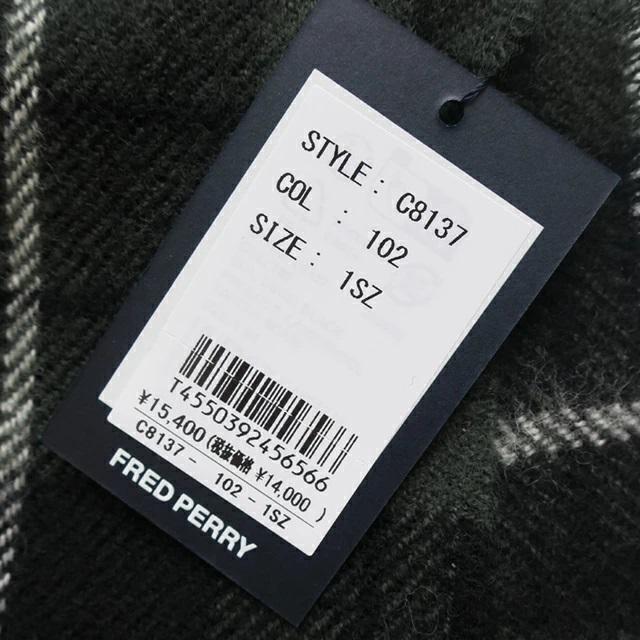 STYLE : C8137
COL : 102
SIZE : 1SZ
T4550392456566
¥15,400(税抜価格 ¥14,000 )
C8137 - 102 - 1SZ
FRED PERRY